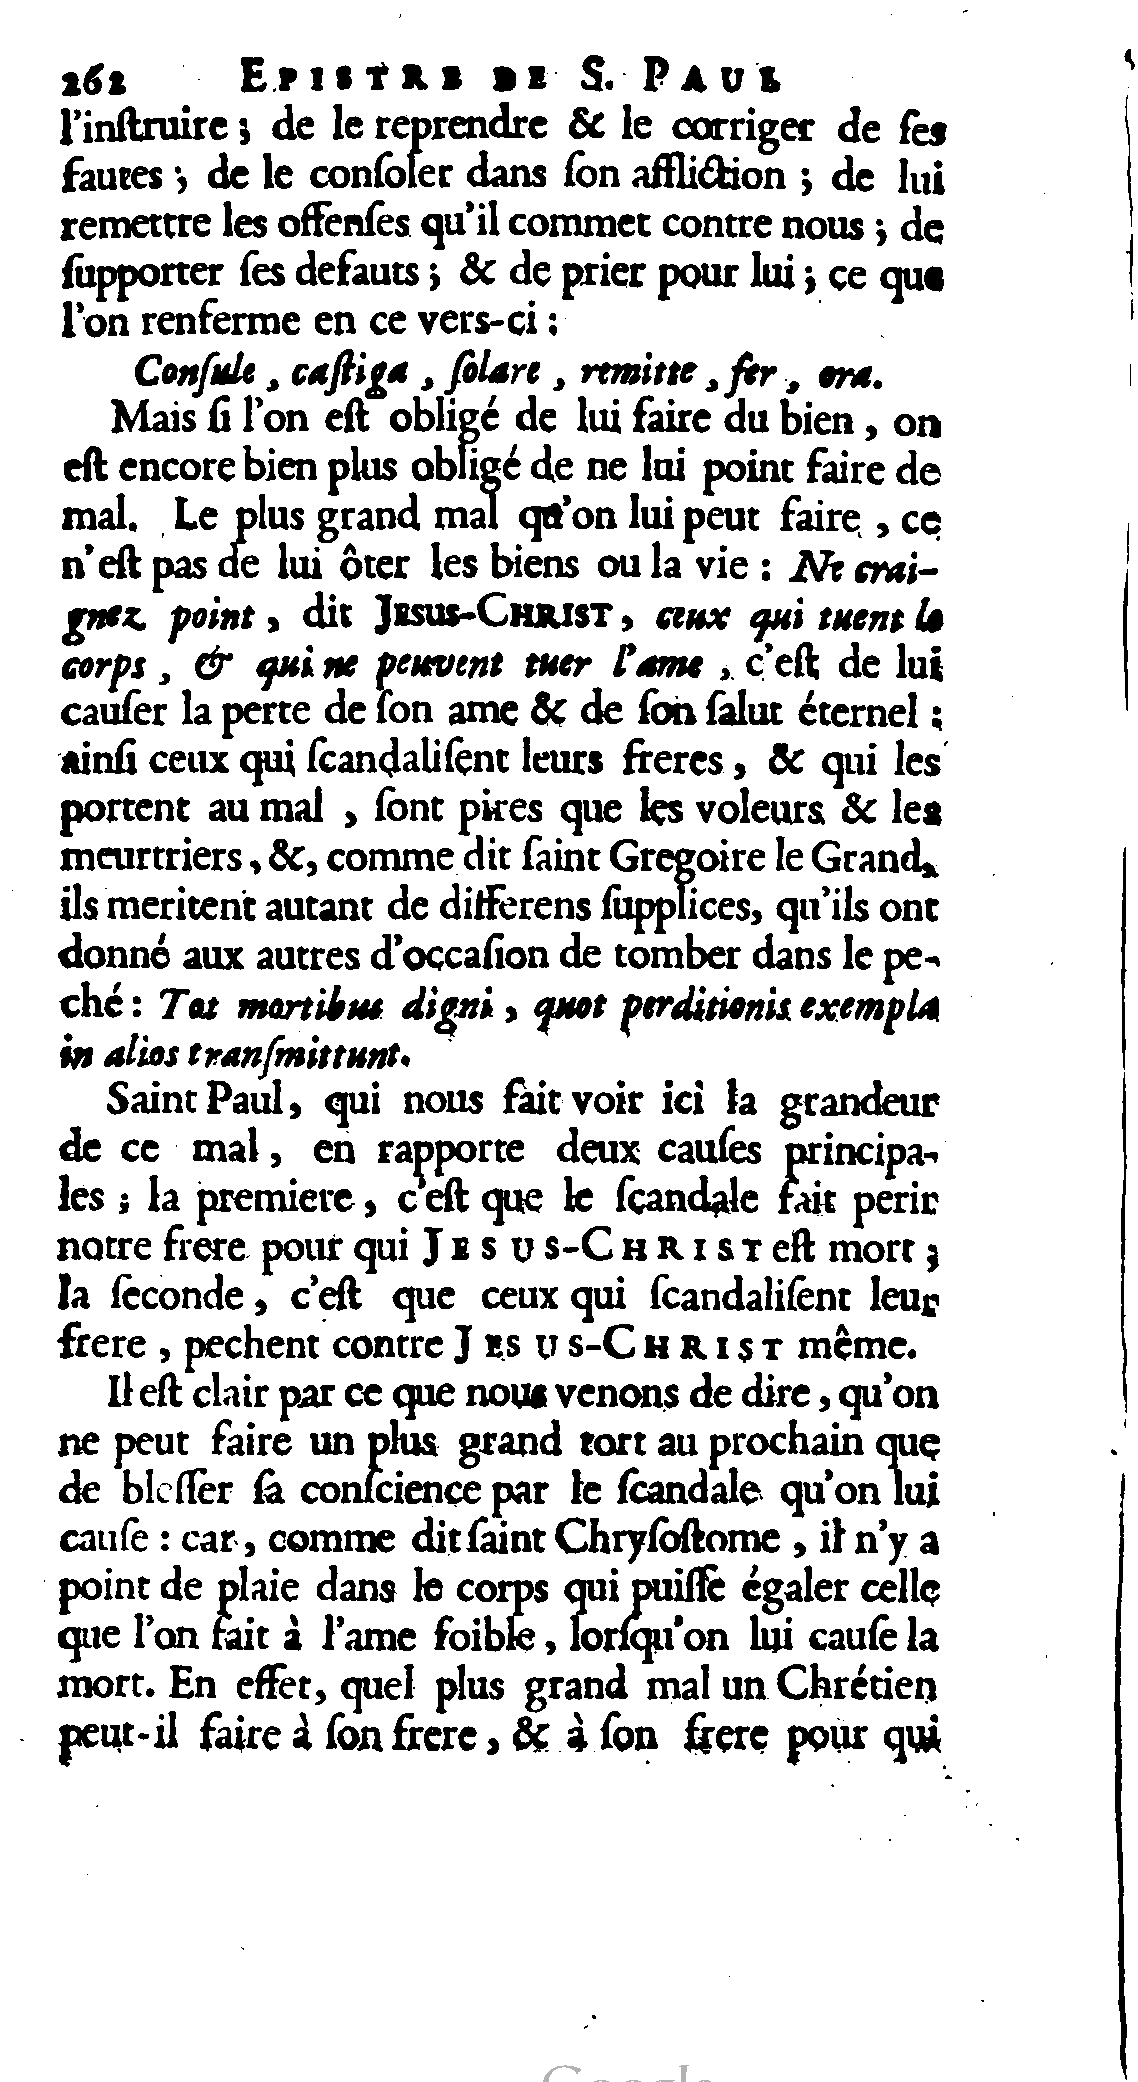 262 EPISTRE DE S. PAUL
l'inſtruire ; de le reprendre & le corriger de ſes
fautes ; de le conſoler dans ſon affliction ; de lui
remettre les offenſes qu'il commet contre nous ; de
ſupporter ſes defauts ; & de prier pour lui ; ce que
l'on renferme en ce vers-ci :
Conſule , caſtiga , ſolare , remitte , fer , ora.
Mais ſi l'on eſt obligé de lui faire du bien , on
eſt encore bien plus obligé de ne lui point faire de
mal. Le plus grand mal qu'on lui peut faire , ce
n'eſt pas de lui ôter les biens ou la vie : Ne crai-
gnez point , dit JESUS-CHRIST , ceux qui tuent le
corps , & qui ne peuvent tuer l'ame , c'eſt de lui
cauſer la perte de ſon ame & de ſon ſalut éternel :
ainſi ceux qui ſcandaliſent leurs freres , & qui les
portent au mal , ſont pires que les voleurs & les
meurtriers , &, comme dit ſaint Gregoire le Grand,
ils meritent autant de differens ſupplices, qu'ils ont
donné aux autres d'occaſion de tomber dans le pe-
ché : Tot mortibus digni , quot perditionis exempla
in alios tranſmittunt.
Saint Paul, qui nous fait voir ici la grandeur
de ce mal , en rapporte deux cauſes principa-
les ; la premiere , c'eſt que le ſcandale fait perir
notre frere pour qui JESUS-CHRIST eſt mort ;
la ſeconde , c'eſt que ceux qui ſcandaliſent leur
frere , pechent contre JESUS-CHRIST même.
Il eſt clair par ce que nous venons de dire , qu'on
ne peut faire un plus grand tort au prochain que
de bleſſer ſa conſcience par le ſcandale qu'on lui
cauſe : car , comme dit ſaint Chryſoſtome , il n'y a
point de plaie dans le corps qui puiſſe égaler celle
que l'on fait à l'ame foible , lorſqu'on lui cauſe la
mort. En effet, quel plus grand mal un Chrétien
peut-il faire à ſon frere , & à ſon frere pour qui
Google